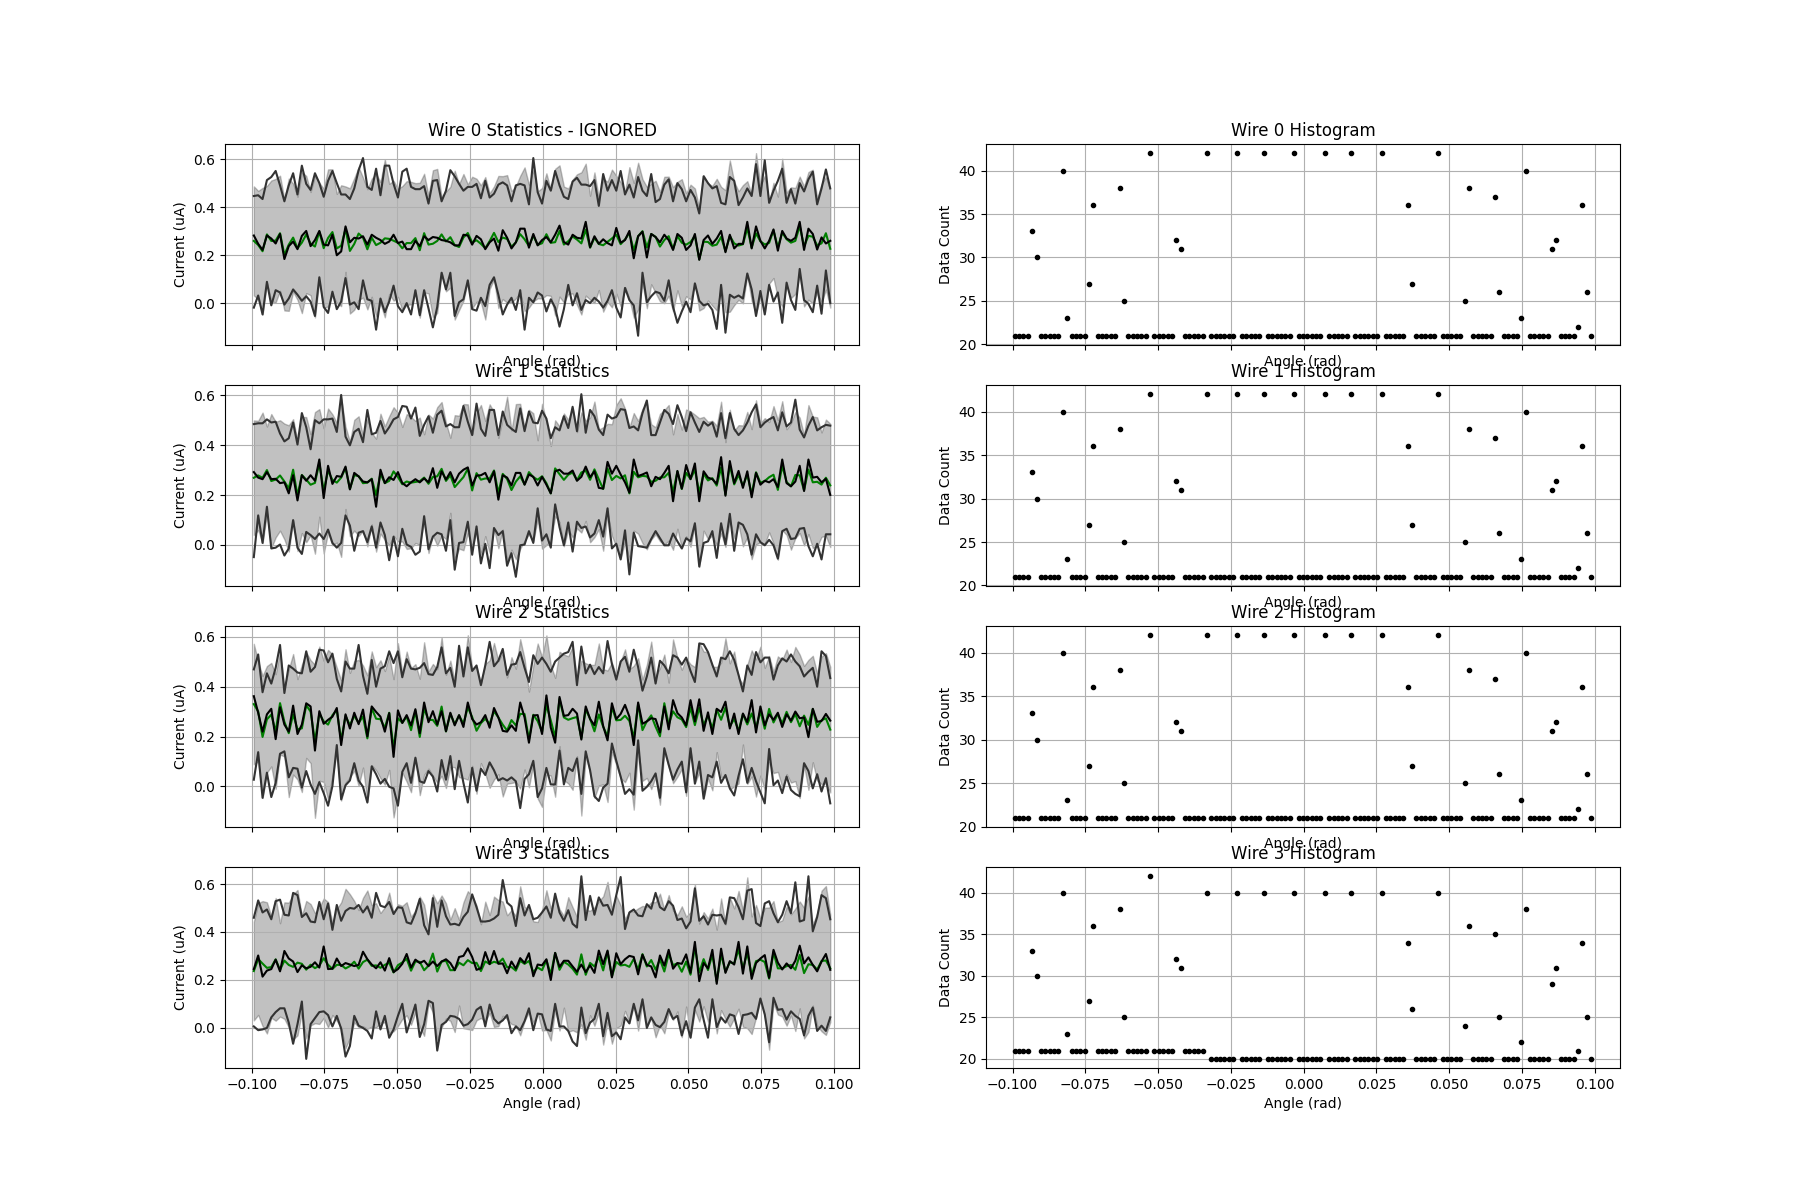 Wire 0 Statistics - IGNORED
Current (uA)
0.6
0.4
0.2
0.0
Angle (rad)
Wire 0 Histogram
Data Count
40
35
30
25
20
Angle (rad)
Wire 1 Statistics
Current (uA)
0.6
0.4
0.2
0.0
Angle (rad)
Wire 1 Histogram
Data Count
40
35
30
25
20
Angle (rad)
Wire 2 Statistics
Current (uA)
0.6
0.4
0.2
0.0
Angle (rad)
Wire 2 Histogram
Data Count
40
35
30
25
20
Angle (rad)
Wire 3 Statistics
Current (uA)
0.6
0.4
0.2
0.0
−0.100 −0.075 −0.050 −0.025 0.000 0.025 0.050 0.075 0.100
Angle (rad)
Wire 3 Histogram
Data Count
40
35
30
25
20
−0.100 −0.075 −0.050 −0.025 0.000 0.025 0.050 0.075 0.100
Angle (rad)